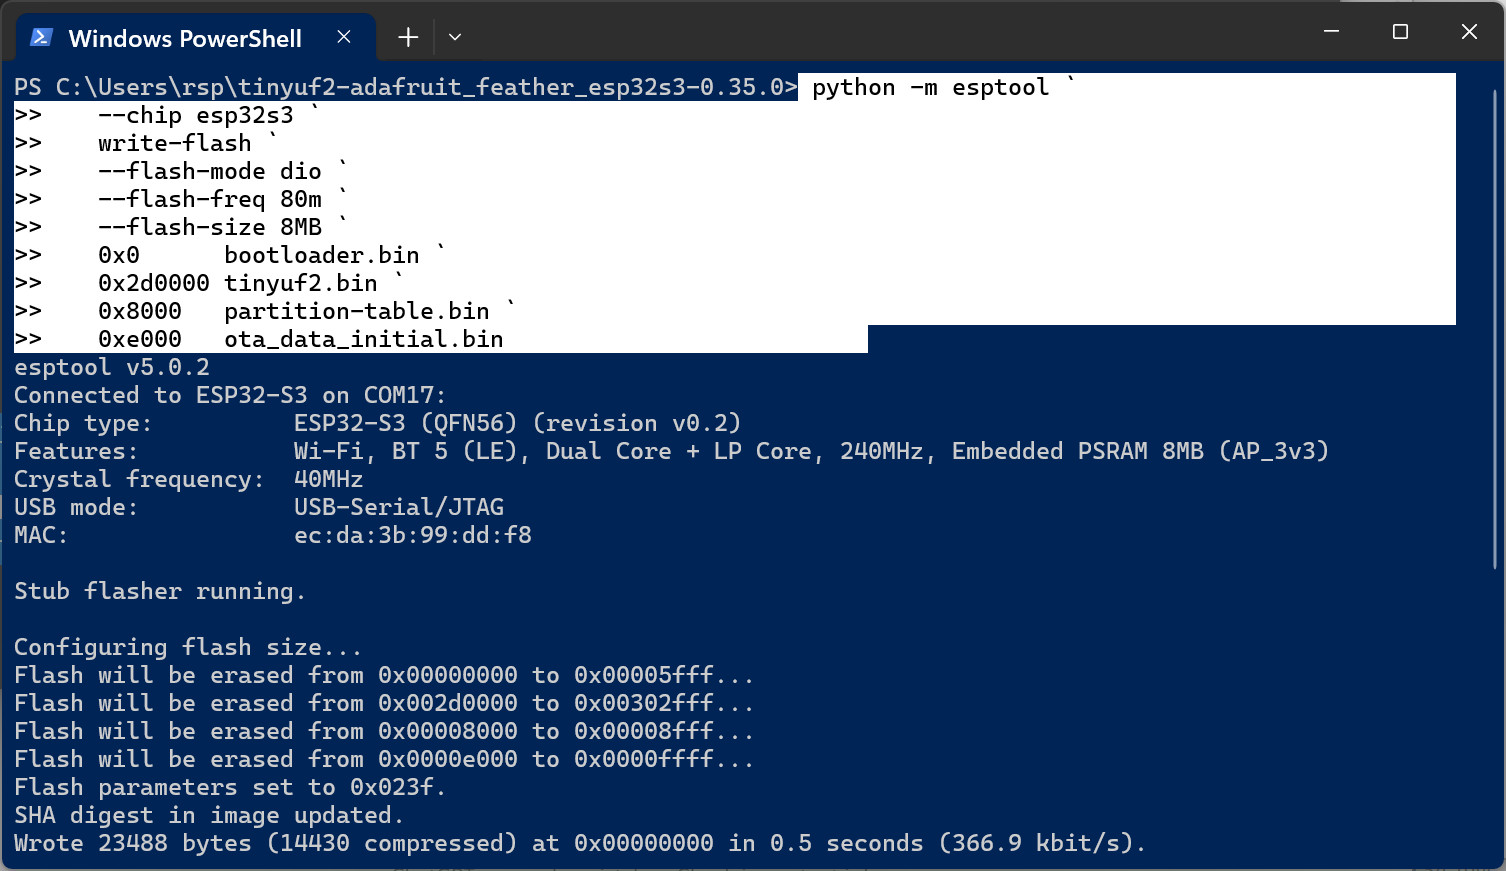 Windows PowerShell
PS C:\Users\rsp\tinyuf2-adafruit_feather_esp32s3-0.35.0> python -m esptool `
>>    --chip esp32s3 `
>>    write-flash `
>>    --flash-mode dio `
>>    --flash-freq 80m `
>>    --flash-size 8MB `
>>    0x0      bootloader.bin `
>>    0x2d0000 tinyuf2.bin `
>>    0x8000   partition-table.bin `
>>    0xe000   ota_data_initial.bin
esptool v5.0.2
Connected to ESP32-S3 on COM17:
Chip type:          ESP32-S3 (QFN56) (revision v0.2)
Features:           Wi-Fi, BT 5 (LE), Dual Core + LP Core, 240MHz, Embedded PSRAM 8MB (AP_3v3)
Crystal frequency:  40MHz
USB mode:           USB-Serial/JTAG
MAC:                ec:da:3b:99:dd:f8
Stub flasher running.
Configuring flash size...
Flash will be erased from 0x00000000 to 0x00005fff...
Flash will be erased from 0x002d0000 to 0x00302fff...
Flash will be erased from 0x00008000 to 0x00008fff...
Flash will be erased from 0x0000e000 to 0x0000ffff...
Flash parameters set to 0x023f.
SHA digest in image updated.
Wrote 23488 bytes (14430 compressed) at 0x00000000 in 0.5 seconds (366.9 kbit/s).